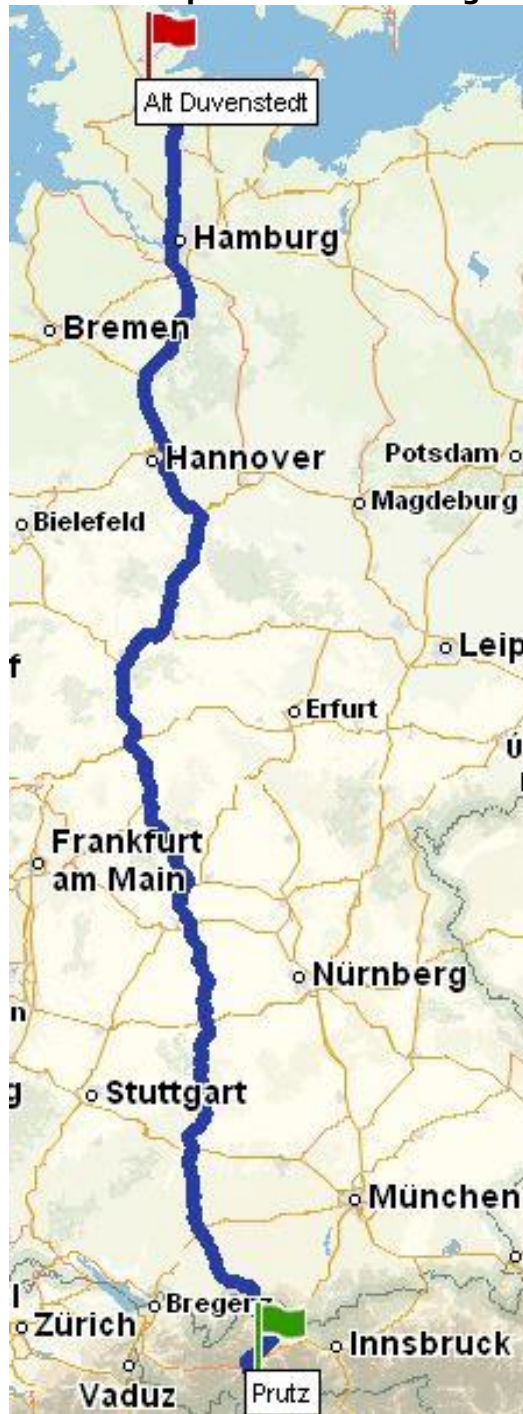 Alt Duvenstedt
Hamburg
Bremen
Hannover
Potsdam
Magdeburg
Bielefeld
Leip
f
Erfurt
Ü
Frankfurt
am Main
Nürnberg
n
g
Stuttgart
München
l
Bregenz
Zürich
Innsbruck
Vaduz
Prutz